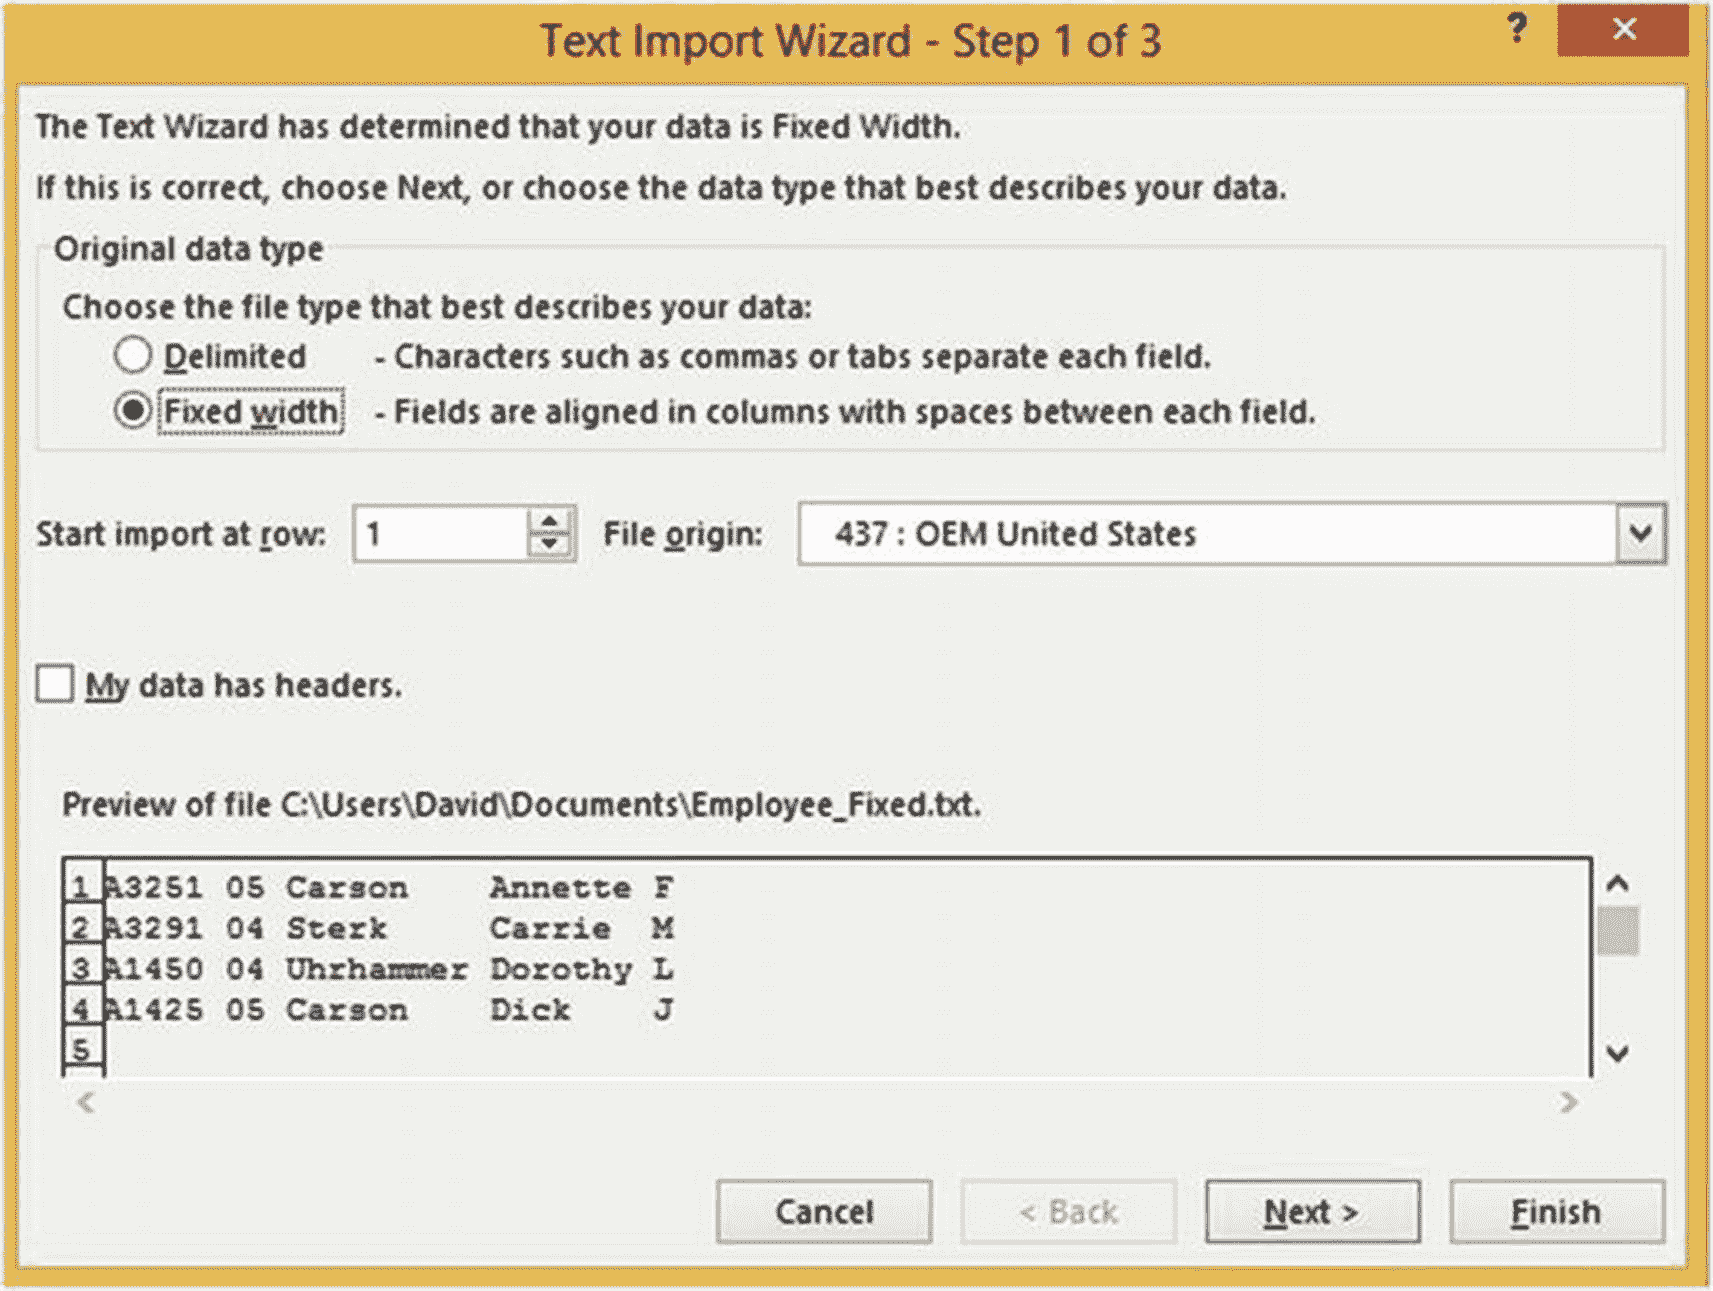 Text Import Wizard - Step 1 of 3 ? ×
The Text Wizard has determined that your data is Fixed Width.
If this is correct, choose Next, or choose the data type that best describes your data.
Original data type
Choose the file type that best describes your data:
Delimited - Characters such as commas or tabs separate each field.
Fixed width - Fields are aligned in columns with spaces between each field.
Start import at row: 1 File origin: 437 : OEM United States
My data has headers.
Preview of file C:\Users\David\Documents\Employee_Fixed.txt.
1 A3251 05 Carson Annette F
2 A3291 04 Sterk Carrie M
3 A1450 04 Uhrhammer Dorothy L
4 A1425 05 Carson Dick J
5
Cancel < Back Next > Finish